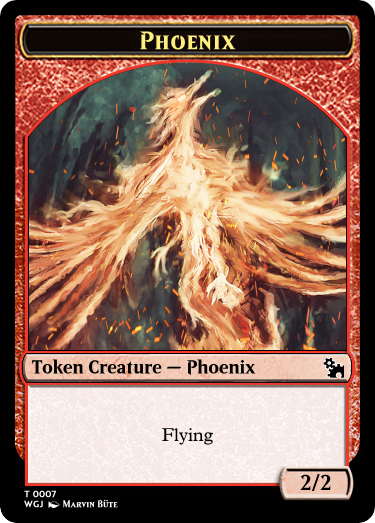 Phoenix
Token Creature — Phoenix
Flying
2/2
T 0007
WGJ Marvin Büte